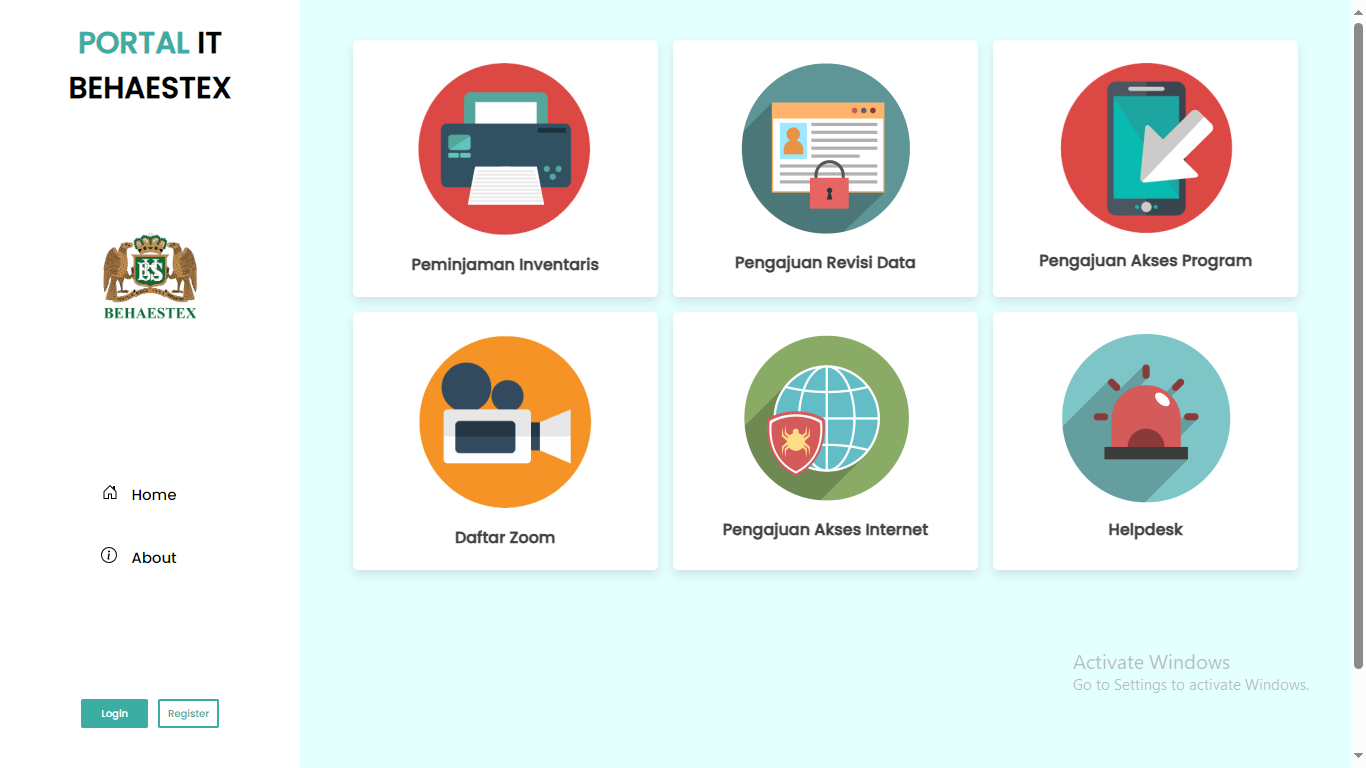 PORTAL IT
BEHAESTEX
BHS
BEHAESTEX
Home
About
Login
Register
Peminjaman Inventaris
Pengajuan Revisi Data
Pengajuan Akses Program
Daftar Zoom
Pengajuan Akses Internet
Helpdesk
Activate Windows
Go to Settings to activate Windows.